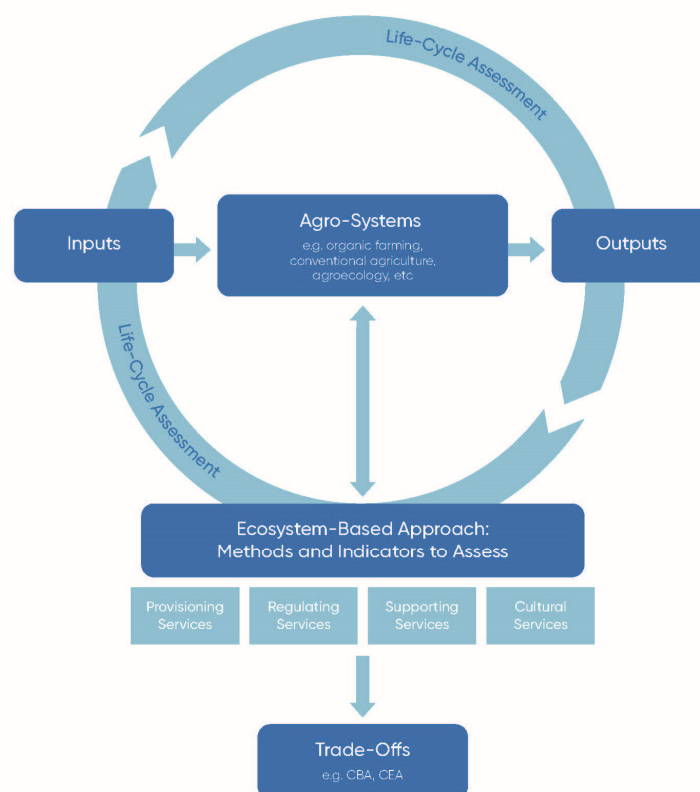 Life-Cycle Assessment
Inputs
Agro-Systems
e.g. organic farming,
conventional agriculture,
agroecology, etc
Outputs
Life-Cycle Assessment
Ecosystem-Based Approach:
Methods and Indicators to Assess
Provisioning
Services
Regulating
Services
Supporting
Services
Cultural
Services
Trade-Offs
e.g. CBA, CEA